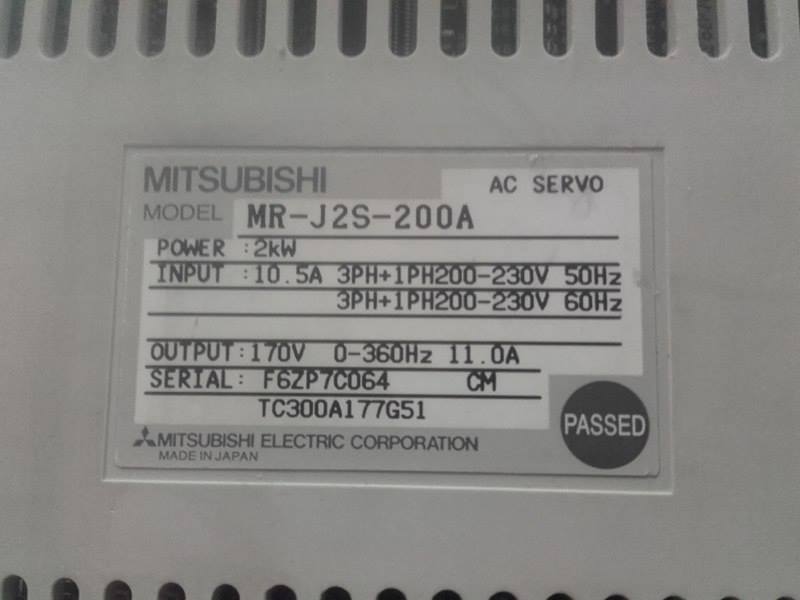 MITSUBISHI
AC SERVO
MODEL MR-J2S-200A
POWER :2kW
INPUT :10.5A 3PH+1PH200-230V 50Hz
3PH+1PH200-230V 60Hz
OUTPUT:170V 0-360Hz 11.0A
SERIAL: F6ZP7C064 CM
TC300A177G51
PASSED
MITSUBISHI ELECTRIC CORPORATION
MADE IN JAPAN